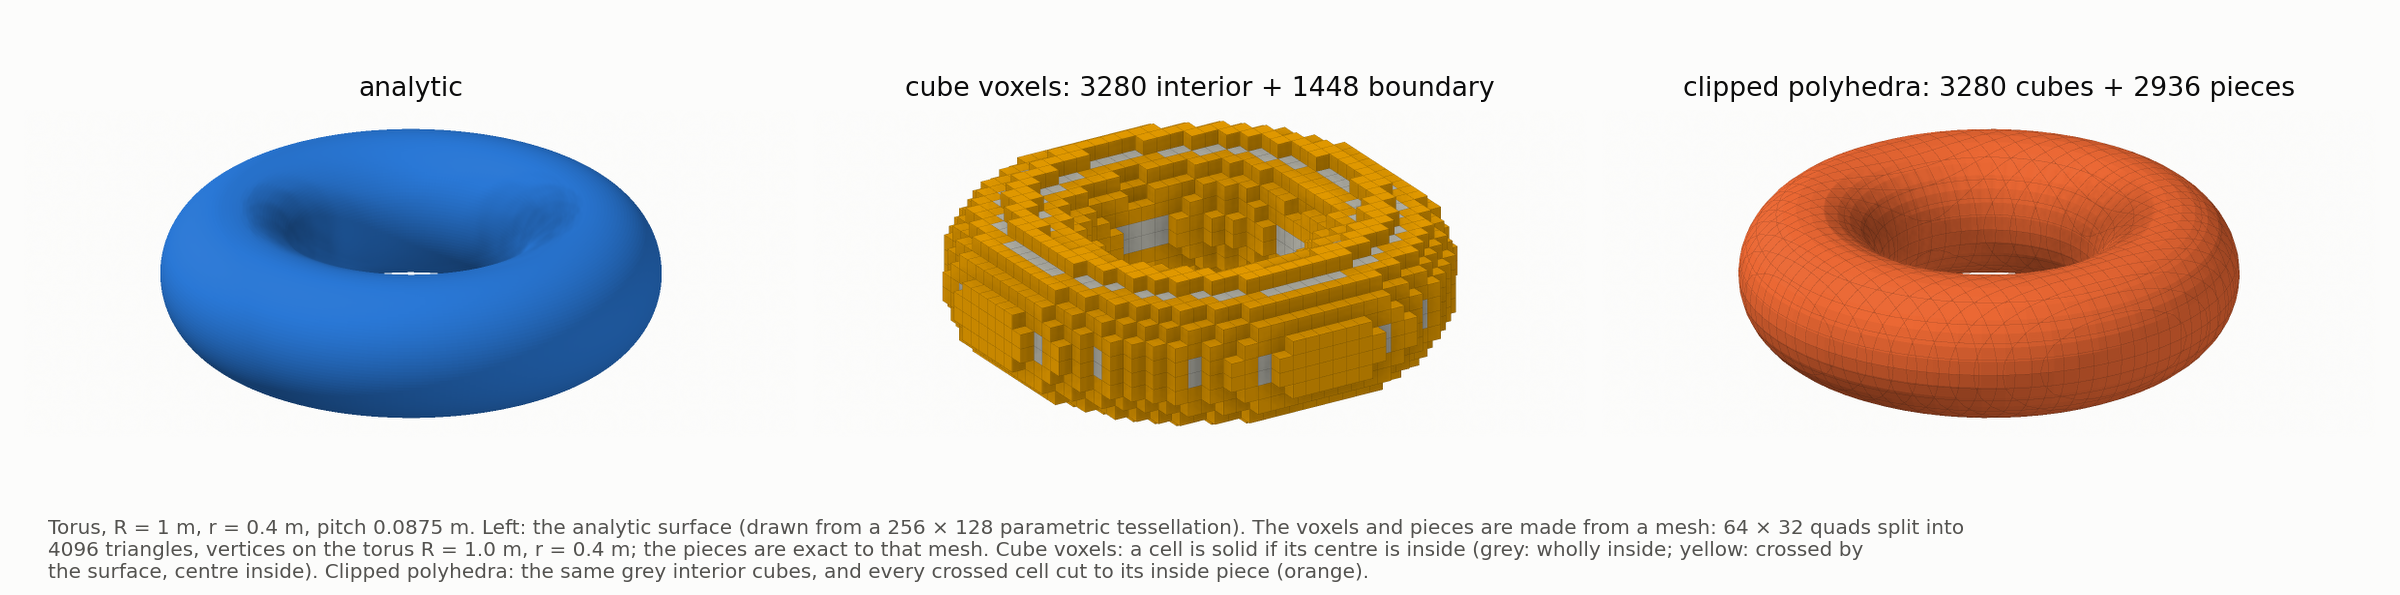 analytic
cube voxels: 3280 interior + 1448 boundary
clipped polyhedra: 3280 cubes + 2936 pieces
Torus, R = 1 m, r = 0.4 m, pitch 0.0875 m. Left: the analytic surface (drawn from a 256 × 128 parametric tessellation). The voxels and pieces are made from a mesh: 64 × 32 quads split into
4096 triangles, vertices on the torus R = 1.0 m, r = 0.4 m; the pieces are exact to that mesh. Cube voxels: a cell is solid if its centre is inside (grey: wholly inside; yellow: crossed by
the surface, centre inside). Clipped polyhedra: the same grey interior cubes, and every crossed cell cut to its inside piece (orange).